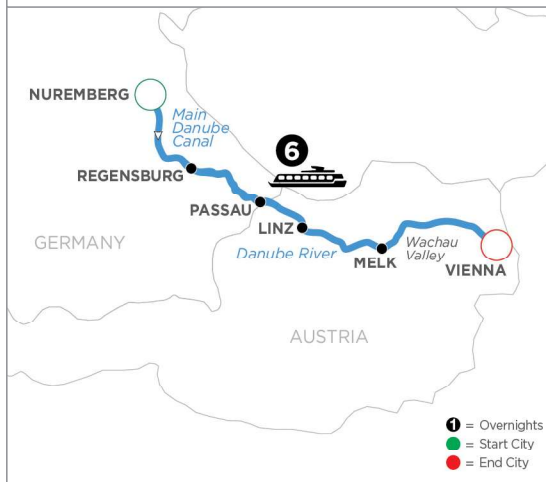 NUREMBERG
Main
Danube
Canal
6
REGENSBURG
PASSAU
LINZ
GERMANY
Danube River
Wachau
Valley
MELK
VIENNA
AUSTRIA
1 = Overnights
= Start City
= End City